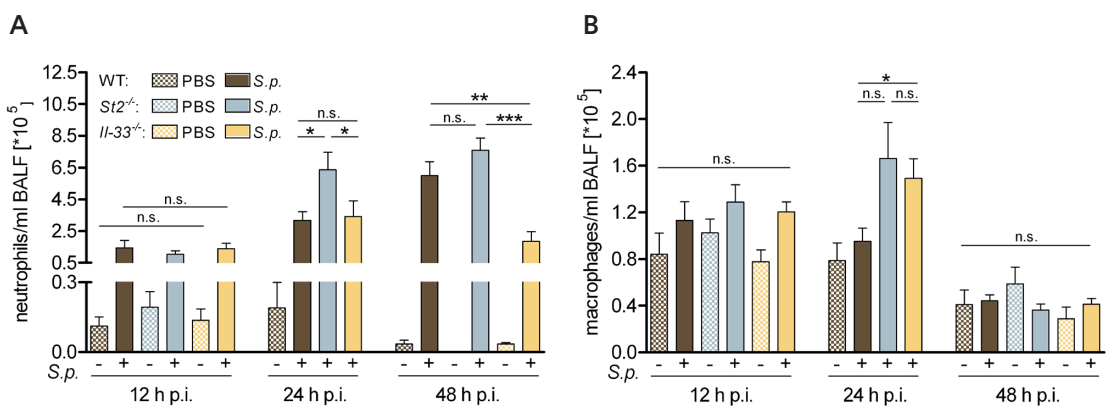 A
neutrophils/ml BALF [*10 5]
12.5
10.5
8.5
6.5
4.5
2.5
0.5
0.3
0.0
WT: PBS S.p.
St2-/-: PBS S.p.
Il-33-/-: PBS S.p.
n.s.
n.s.
n.s.
* *
**
n.s. ***
S.p. - + - + - + - + + + - + + - +
12 h p.i. 24 h p.i. 48 h p.i.
B
macrophages/ml BALF [*10 5]
2.4
2.0
1.6
1.2
0.8
0.4
0.0
n.s.
*
n.s. n.s.
n.s.
S.p. - + - + - + - + + + - + - + - +
12 h p.i. 24 h p.i. 48 h p.i.